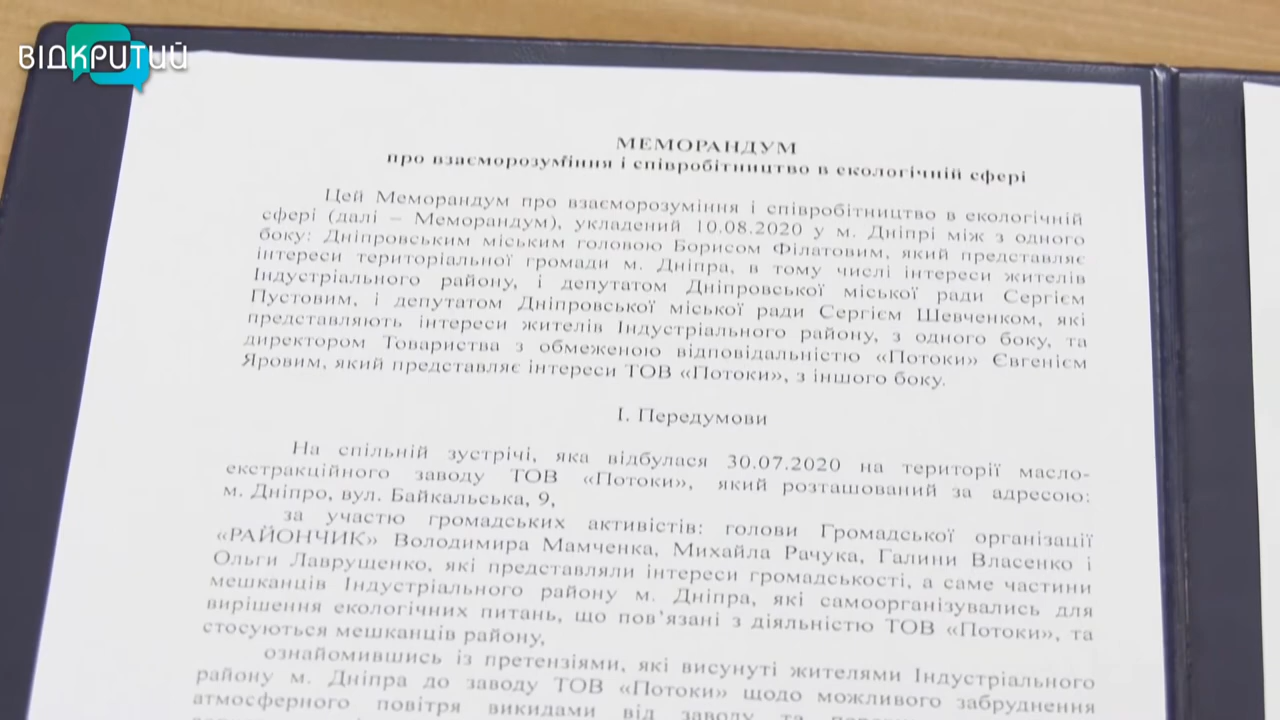 ВІДКРИТИЙ
МЕМОРАНДУМ
про взаєморозуміння і співробітництво в екологічній сфері
Цей Меморандум про взаєморозуміння і співробітництво в екологічній
сфері (далі – Меморандум), укладений 10.08.2020 у м. Дніпрі між з одного
боку: Дніпровським міським головою Борисом Філатовим, який представляє
інтереси територіальної громади м. Дніпра, в тому числі інтереси жителів
Індустріального району, і депутатом Дніпровської міської ради Сергієм
Пустовим, і депутатом Дніпровської міської ради Сергієм Шевченком, які
представляють інтереси жителів Індустріального району, з одного боку, та
директором Товариства з обмеженою відповідальністю «Потоки» Євгенієм
Яровим, який представляє інтереси ТОВ «Потоки», з іншого боку.
І. Передумови
На спільній зустрічі, яка відбулася 30.07.2020 на території масло-
екстракційного заводу ТОВ «Потоки», який розташований за адресою:
м. Дніпро, вул. Байкальська, 9,
за участю громадських активістів: голови Громадської організації
«РАЙОНЧИК» Володимира Мамченка, Михайла Рачука, Галини Власенко і
Ольги Лаврущенко, які представляли інтереси громадськості, а саме частини
мешканців Індустріального району м. Дніпра, які самоорганізувались для
вирішення екологічних питань, що пов’язані з діяльністю ТОВ «Потоки», та
стосуються мешканців району,
ознайомившись із претензіями, які висунуті жителями Індустріального
району м. Дніпра до заводу ТОВ «Потоки» щодо можливого забруднення
атмосферного повітря викидами від заводу та